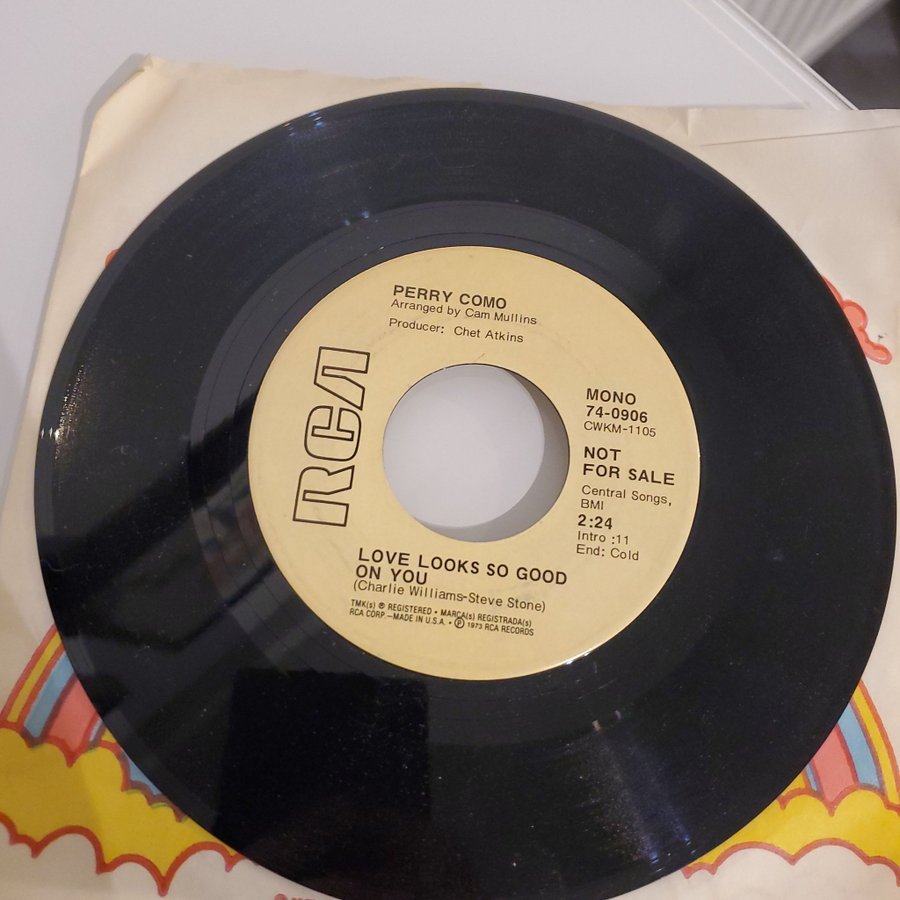 PERRY COMO
Arranged by Cam Mullins
Producer: Chet Atkins
RCA
MONO
74-0906
CWKM-1105
NOT
FOR SALE
Central Songs,
BMI
2:24
Intro :11
End: Cold
LOVE LOOKS SO GOOD
ON YOU
(Charlie Williams-Steve Stone)
TMK(s) ® REGISTERED • MARCA(s) REGISTRADA(s)
RCA CORP.—MADE IN U.S.A. • ℗ 1973 RCA RECORDS